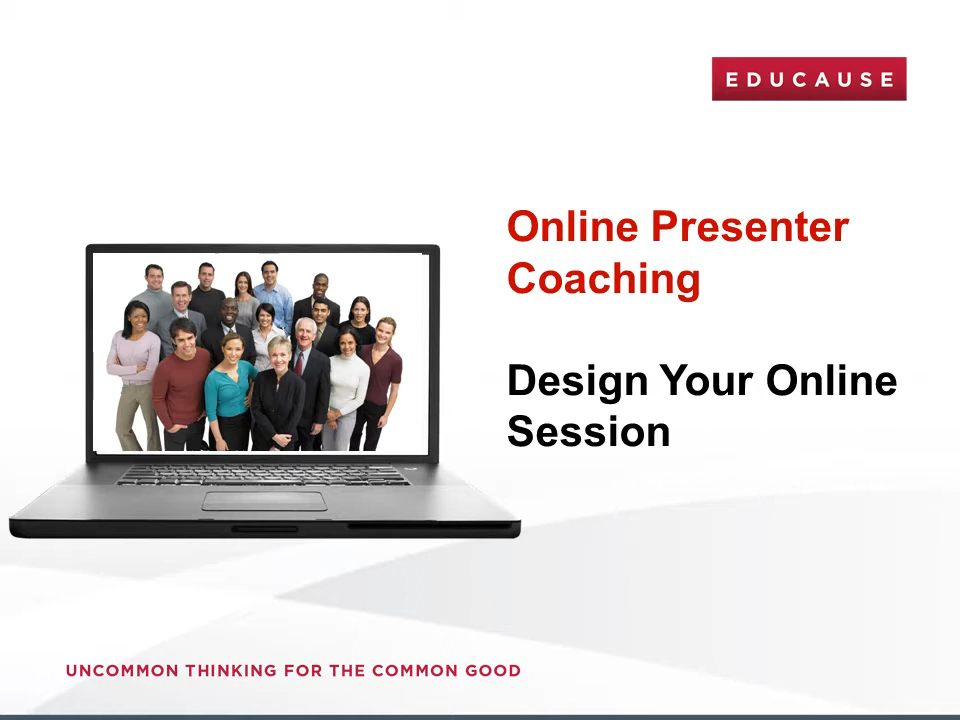 EDUCAUSE
Online Presenter
Coaching
Design Your Online
Session
UNCOMMON THINKING FOR THE COMMON GOOD